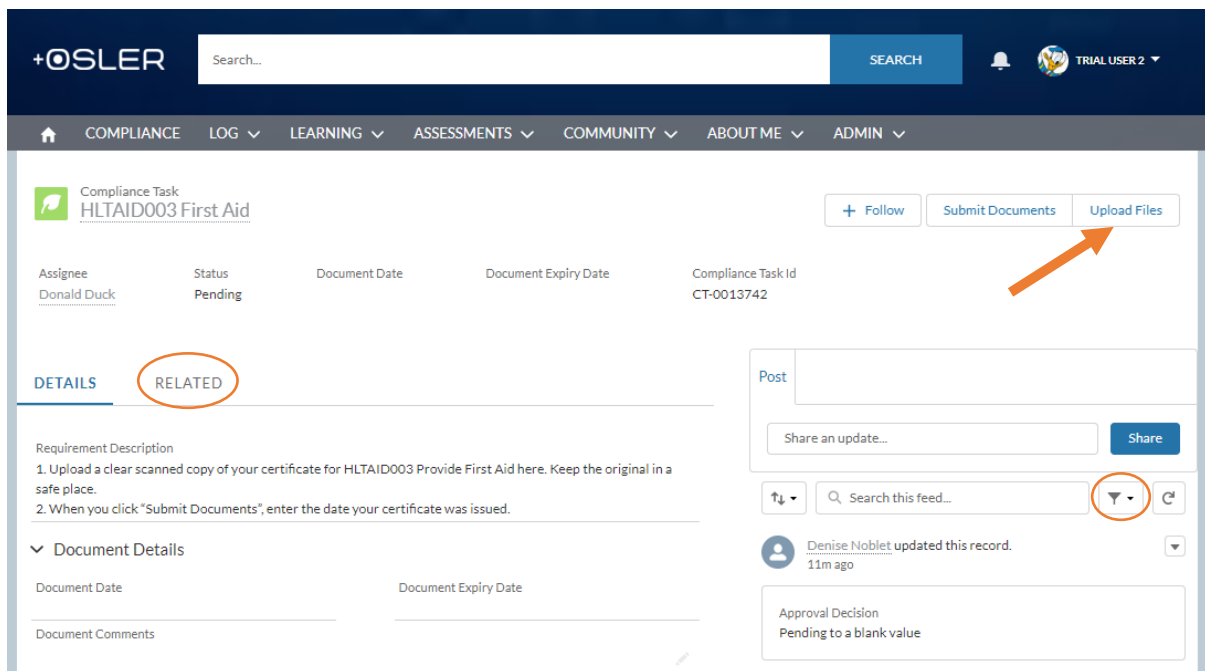 +OSLER
Search...
SEARCH
TRIAL USER 2
COMPLIANCE LOG LEARNING ASSESSMENTS COMMUNITY ABOUT ME ADMIN
Compliance Task
HLTAID003 First Aid
+ Follow
Submit Documents
Upload Files
Assignee Status Document Date Document Expiry Date Compliance Task Id
Donald Duck Pending CT-0013742
DETAILS RELATED
Requirement Description
1. Upload a clear scanned copy of your certificate for HLTAID003 Provide First Aid here. Keep the original in a
safe place.
2. When you click “Submit Documents”, enter the date your certificate was issued.
Document Details
Document Date Document Expiry Date
Document Comments
Post
Share an update...
Share
Search this feed...
Denise Noblet updated this record.
11m ago
Approval Decision
Pending to a blank value